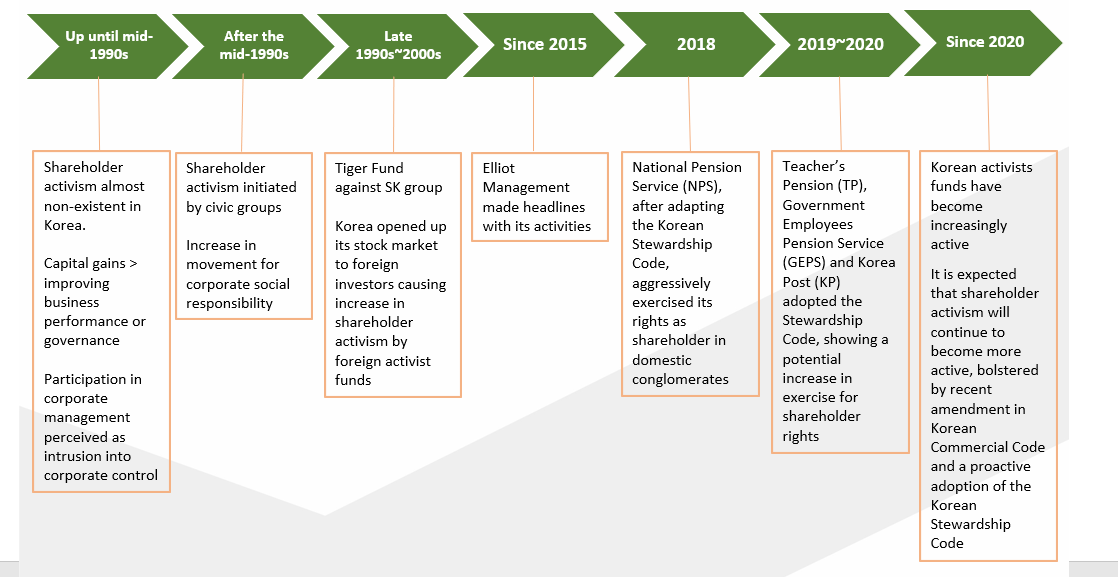 Up until mid-
1990s
After the
mid-1990s
Late
1990s~2000s
Since 2015
2018
2019~2020
Since 2020
Shareholder
activism almost
non-existent in
Korea.
Capital gains >
improving
business
performance or
governance
Participation in
corporate
management
perceived as
intrusion into
corporate control
Shareholder
activism initiated
by civic groups
Increase in
movement for
corporate social
responsibility
Tiger Fund
against SK group
Korea opened up
its stock market
to foreign
investors causing
increase in
shareholder
activism by
foreign activist
funds
Elliot
Management
made headlines
with its activities
National Pension
Service (NPS),
after adapting
the Korean
Stewardship
Code,
aggressively
exercised its
rights as
shareholder in
domestic
conglomerates
Teacher’s
Pension (TP),
Government
Employees
Pension Service
(GEPS) and Korea
Post (KP)
adopted the
Stewardship
Code, showing a
potential
increase in
exercise for
shareholder
rights
Korean activists
funds have
become
increasingly
active
It is expected
that shareholder
activism will
continue to
become more
active, bolstered
by recent
amendment in
Korean
Commercial Code
and a proactive
adoption of the
Korean
Stewardship
Code